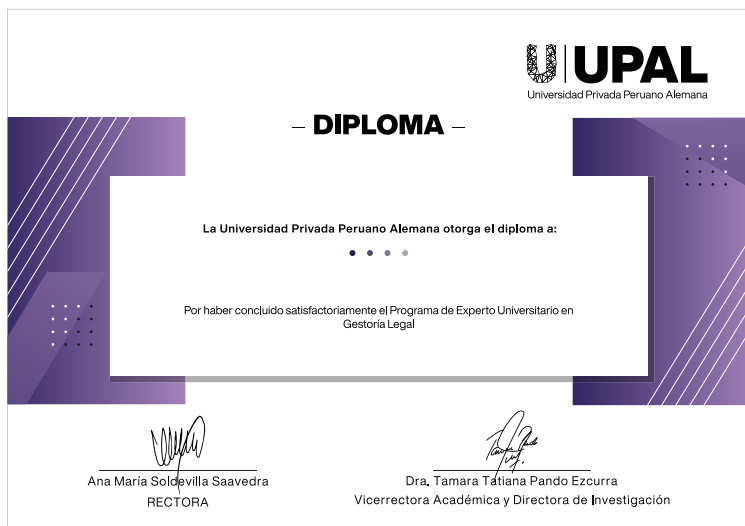 UPAL
Universidad Privada Peruano Alemana
– DIPLOMA –
La Universidad Privada Peruano Alemana otorga el diploma a:
Por haber concluido satisfactoriamente el Programa de Experto Universitario en
Gestoría Legal
Ana María Soldevilla Saavedra
RECTORA
Dra. Tamara Tatiana Pando Ezcurra
Vicerrectora Académica y Directora de Investigación